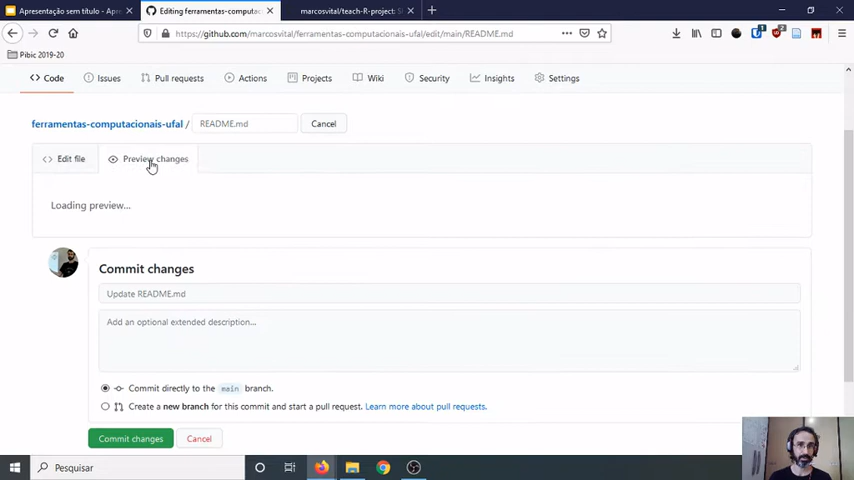 Apresentação sem título - Apre
Editing ferramentas-computac
marcosvital/teach-R-project: S
https://github.com/marcosvital/ferramentas-computacionais-ufal/edit/main/README.md
Pibic 2019-20
Code Issues Pull requests Actions Projects Wiki Security Insights Settings
ferramentas-computacionais-ufal / README.md Cancel
Edit file Preview changes
Loading preview...
Commit changes
Update README.md
Add an optional extended description...
Commit directly to the main branch.
Create a new branch for this commit and start a pull request. Learn more about pull requests.
Commit changes Cancel
Pesquisar